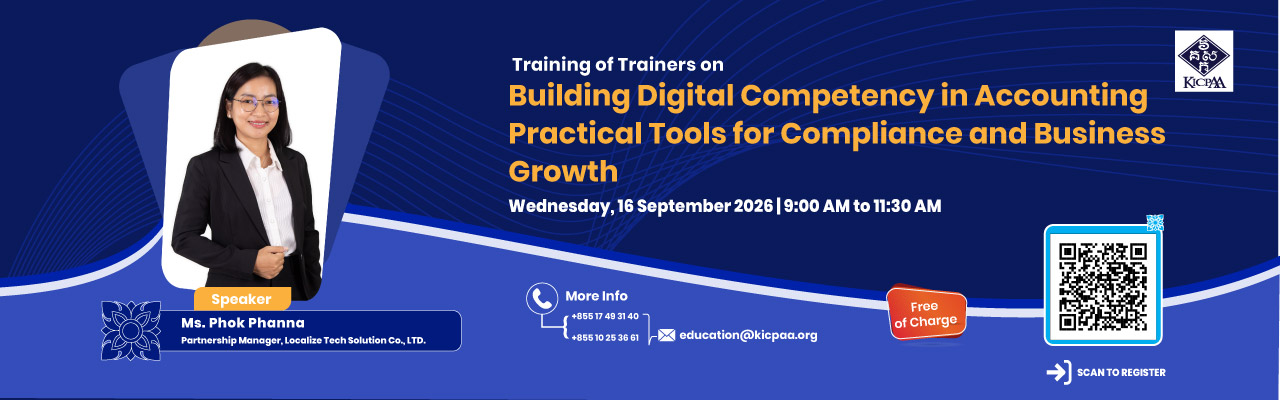 Training of Trainers on
Building Digital Competency in Accounting
Practical Tools for Compliance and Business
Growth
Wednesday, 16 September 2026 | 9:00 AM to 11:30 AM
KICPAA
Speaker
Ms. Phok Phanna
Partnership Manager, Localize Tech Solution Co., LTD.
More Info
+855 17 49 31 40
+855 10 25 36 61
education@kicpaa.org
Free
of Charge
SCAN TO REGISTER